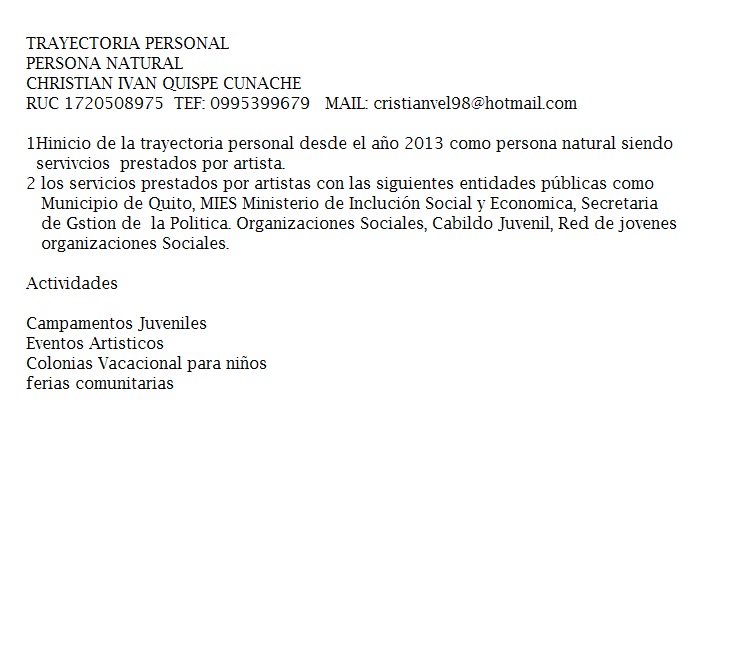 TRAYECTORIA PERSONAL
PERSONA NATURAL
CHRISTIAN IVAN QUISPE CUNACHE
RUC 1720508975 TEF: 0995399679 MAIL: cristianvel98@hotmail.com
1Hinicio de la trayectoria personal desde el año 2013 como persona natural siendo
servivcios prestados por artista.
2 los servicios prestados por artistas con las siguientes entidades públicas como
Municipio de Quito, MIES Ministerio de Inclución Social y Economica, Secretaria
de Gstion de la Politica. Organizaciones Sociales, Cabildo Juvenil, Red de jovenes
organizaciones Sociales.
Actividades
Campamentos Juveniles
Eventos Artisticos
Colonias Vacacional para niños
ferias comunitarias